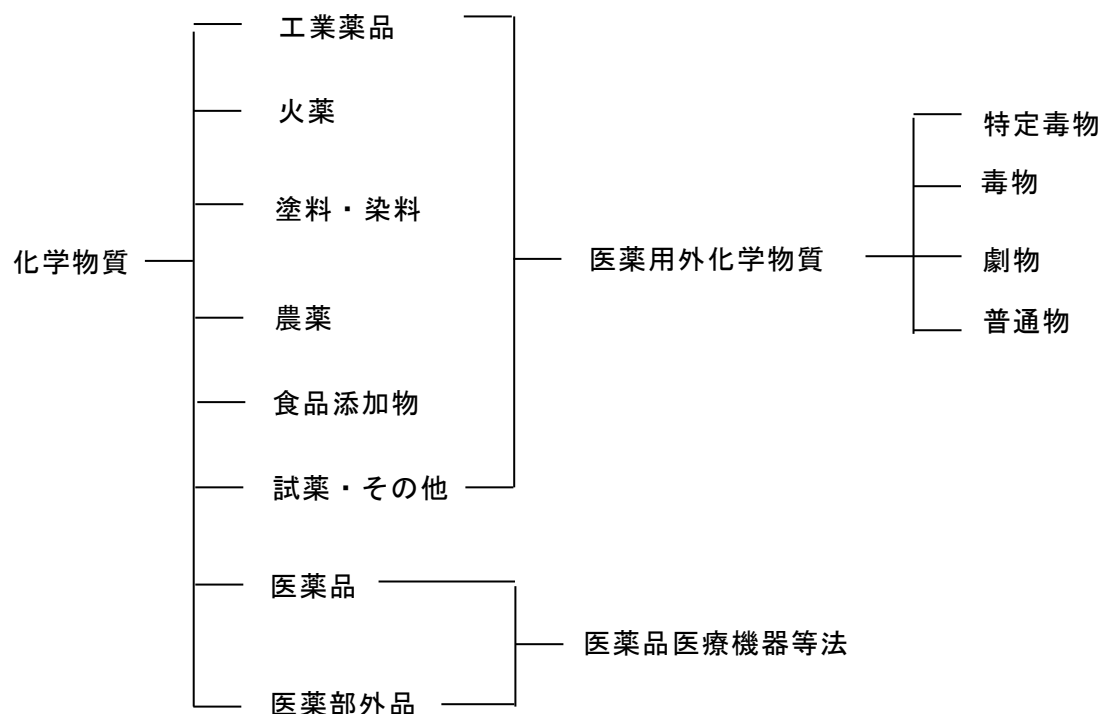 化学物質
工業薬品
火薬
塗料・染料
農薬
食品添加物
試薬・その他
医薬品
医薬部外品
医薬用外化学物質
医薬品医療機器等法
特定毒物
毒物
劇物
普通物